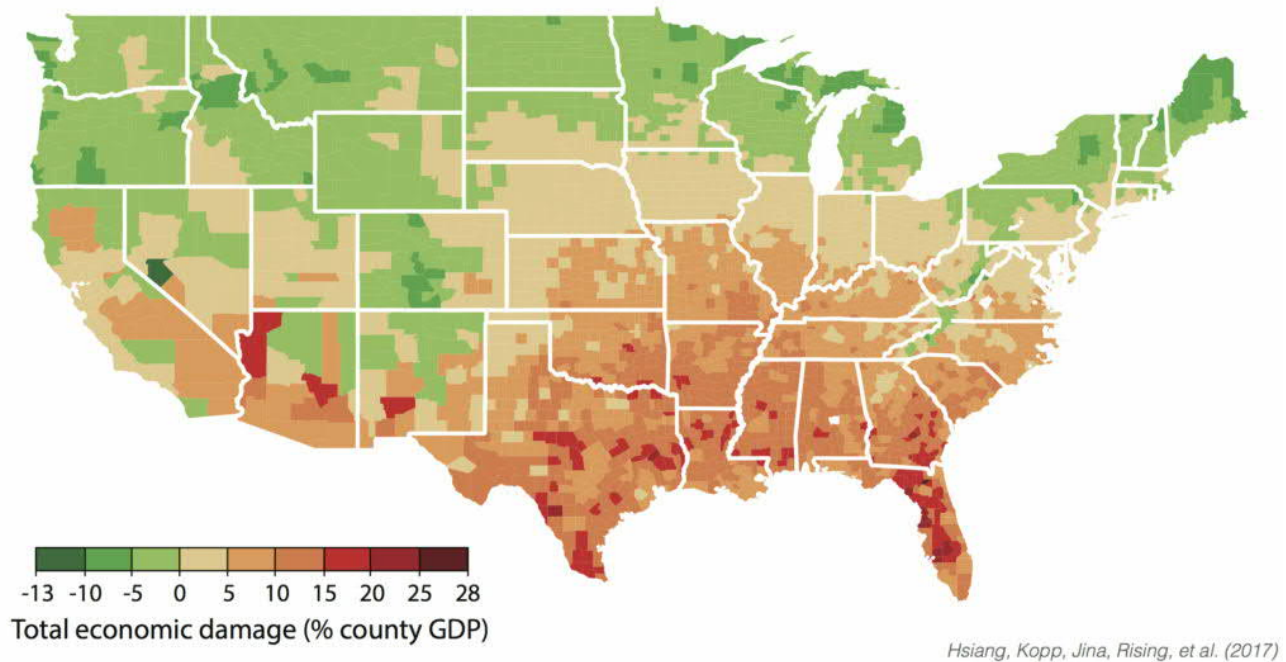 -13 -10 -5 0 5 10 15 20 25 28
Total economic damage (% county GDP)
Hsiang, Kopp, Jina, Rising, et al. (2017)